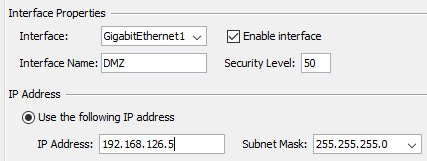 Interface Properties
Interface: GigabitEthernet1 Enable interface
Interface Name: DMZ Security Level: 50
IP Address
Use the following IP address
IP Address: 192.168.126.5 Subnet Mask: 255.255.255.0